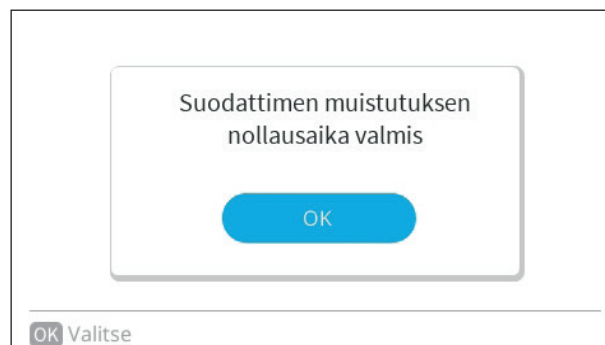 Suodattimen muistutuksen
nollausaika valmis
OK
OK Valitse